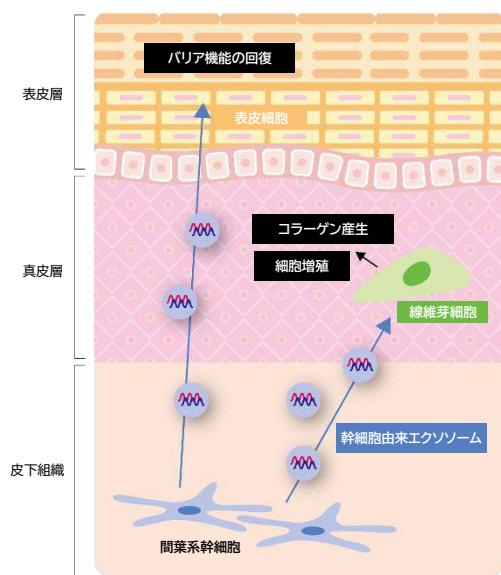 バリア機能の回復
表皮層
表皮細胞
コラーゲン産生
真皮層
細胞増殖
線維芽細胞
幹細胞由来エクソソーム
皮下組織
間葉系幹細胞